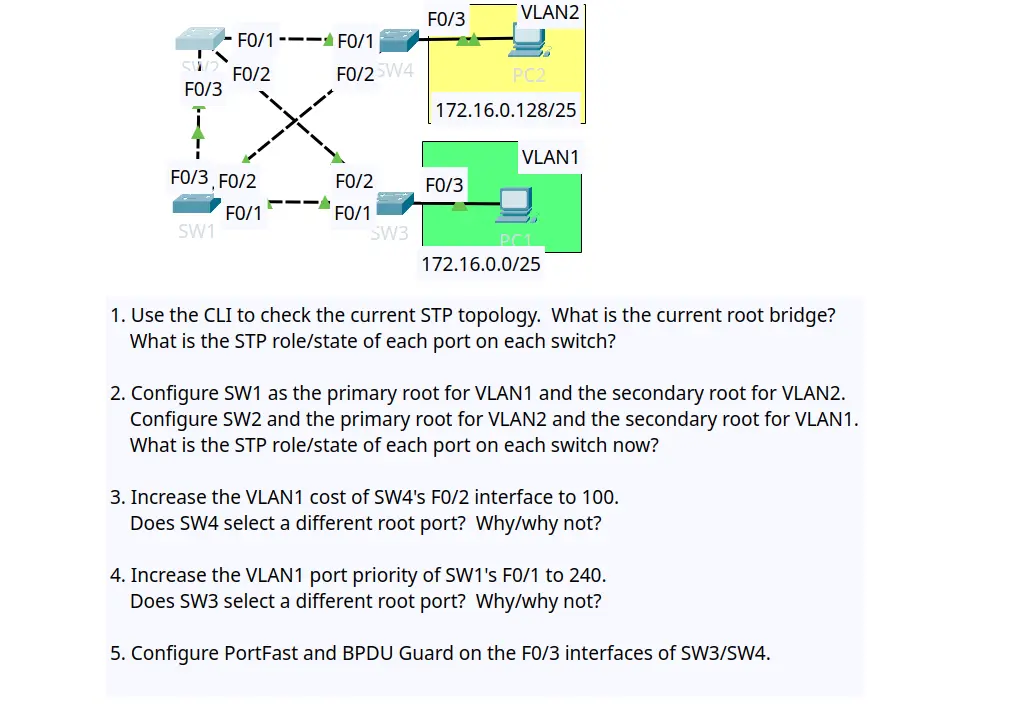 F0/3
VLAN2
F0/1
F0/1
SW2
SW4
F0/2
F0/2
PC2
F0/3
172.16.0.128/25
VLAN1
F0/3
F0/2
F0/2
F0/3
F0/1
F0/1
SW1
SW3
PC1
172.16.0.0/25
1. Use the CLI to check the current STP topology. What is the current root bridge?
What is the STP role/state of each port on each switch?
2. Configure SW1 as the primary root for VLAN1 and the secondary root for VLAN2.
Configure SW2 and the primary root for VLAN2 and the secondary root for VLAN1.
What is the STP role/state of each port on each switch now?
3. Increase the VLAN1 cost of SW4's F0/2 interface to 100.
Does SW4 select a different root port? Why/why not?
4. Increase the VLAN1 port priority of SW1's F0/1 to 240.
Does SW3 select a different root port? Why/why not?
5. Configure PortFast and BPDU Guard on the F0/3 interfaces of SW3/SW4.